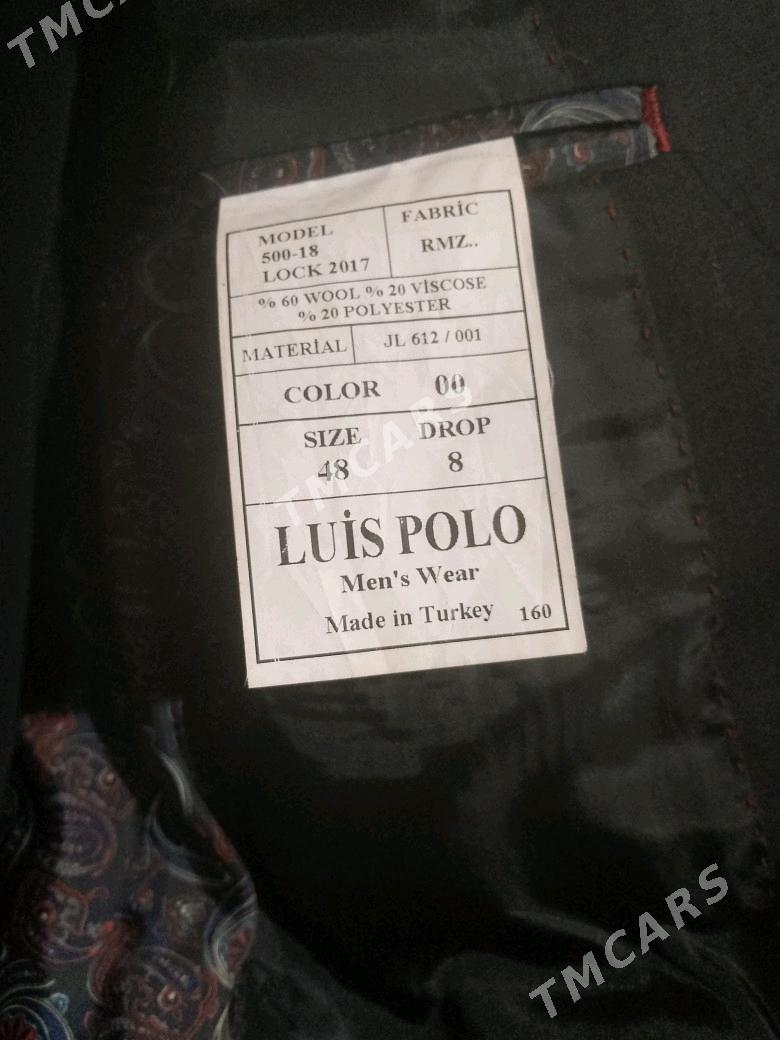 TMCARS
MODEL
500-18
LOCK 2017
FABRİC
RMZ..
% 60 WOOL % 20 VİSCOSE
% 20 POLYESTER
MATERİAL JL 612 / 001
COLOR 00
SIZE DROP
48 8
TMCARS
LUİS POLO
Men's Wear
Made in Turkey 160
TMCARS